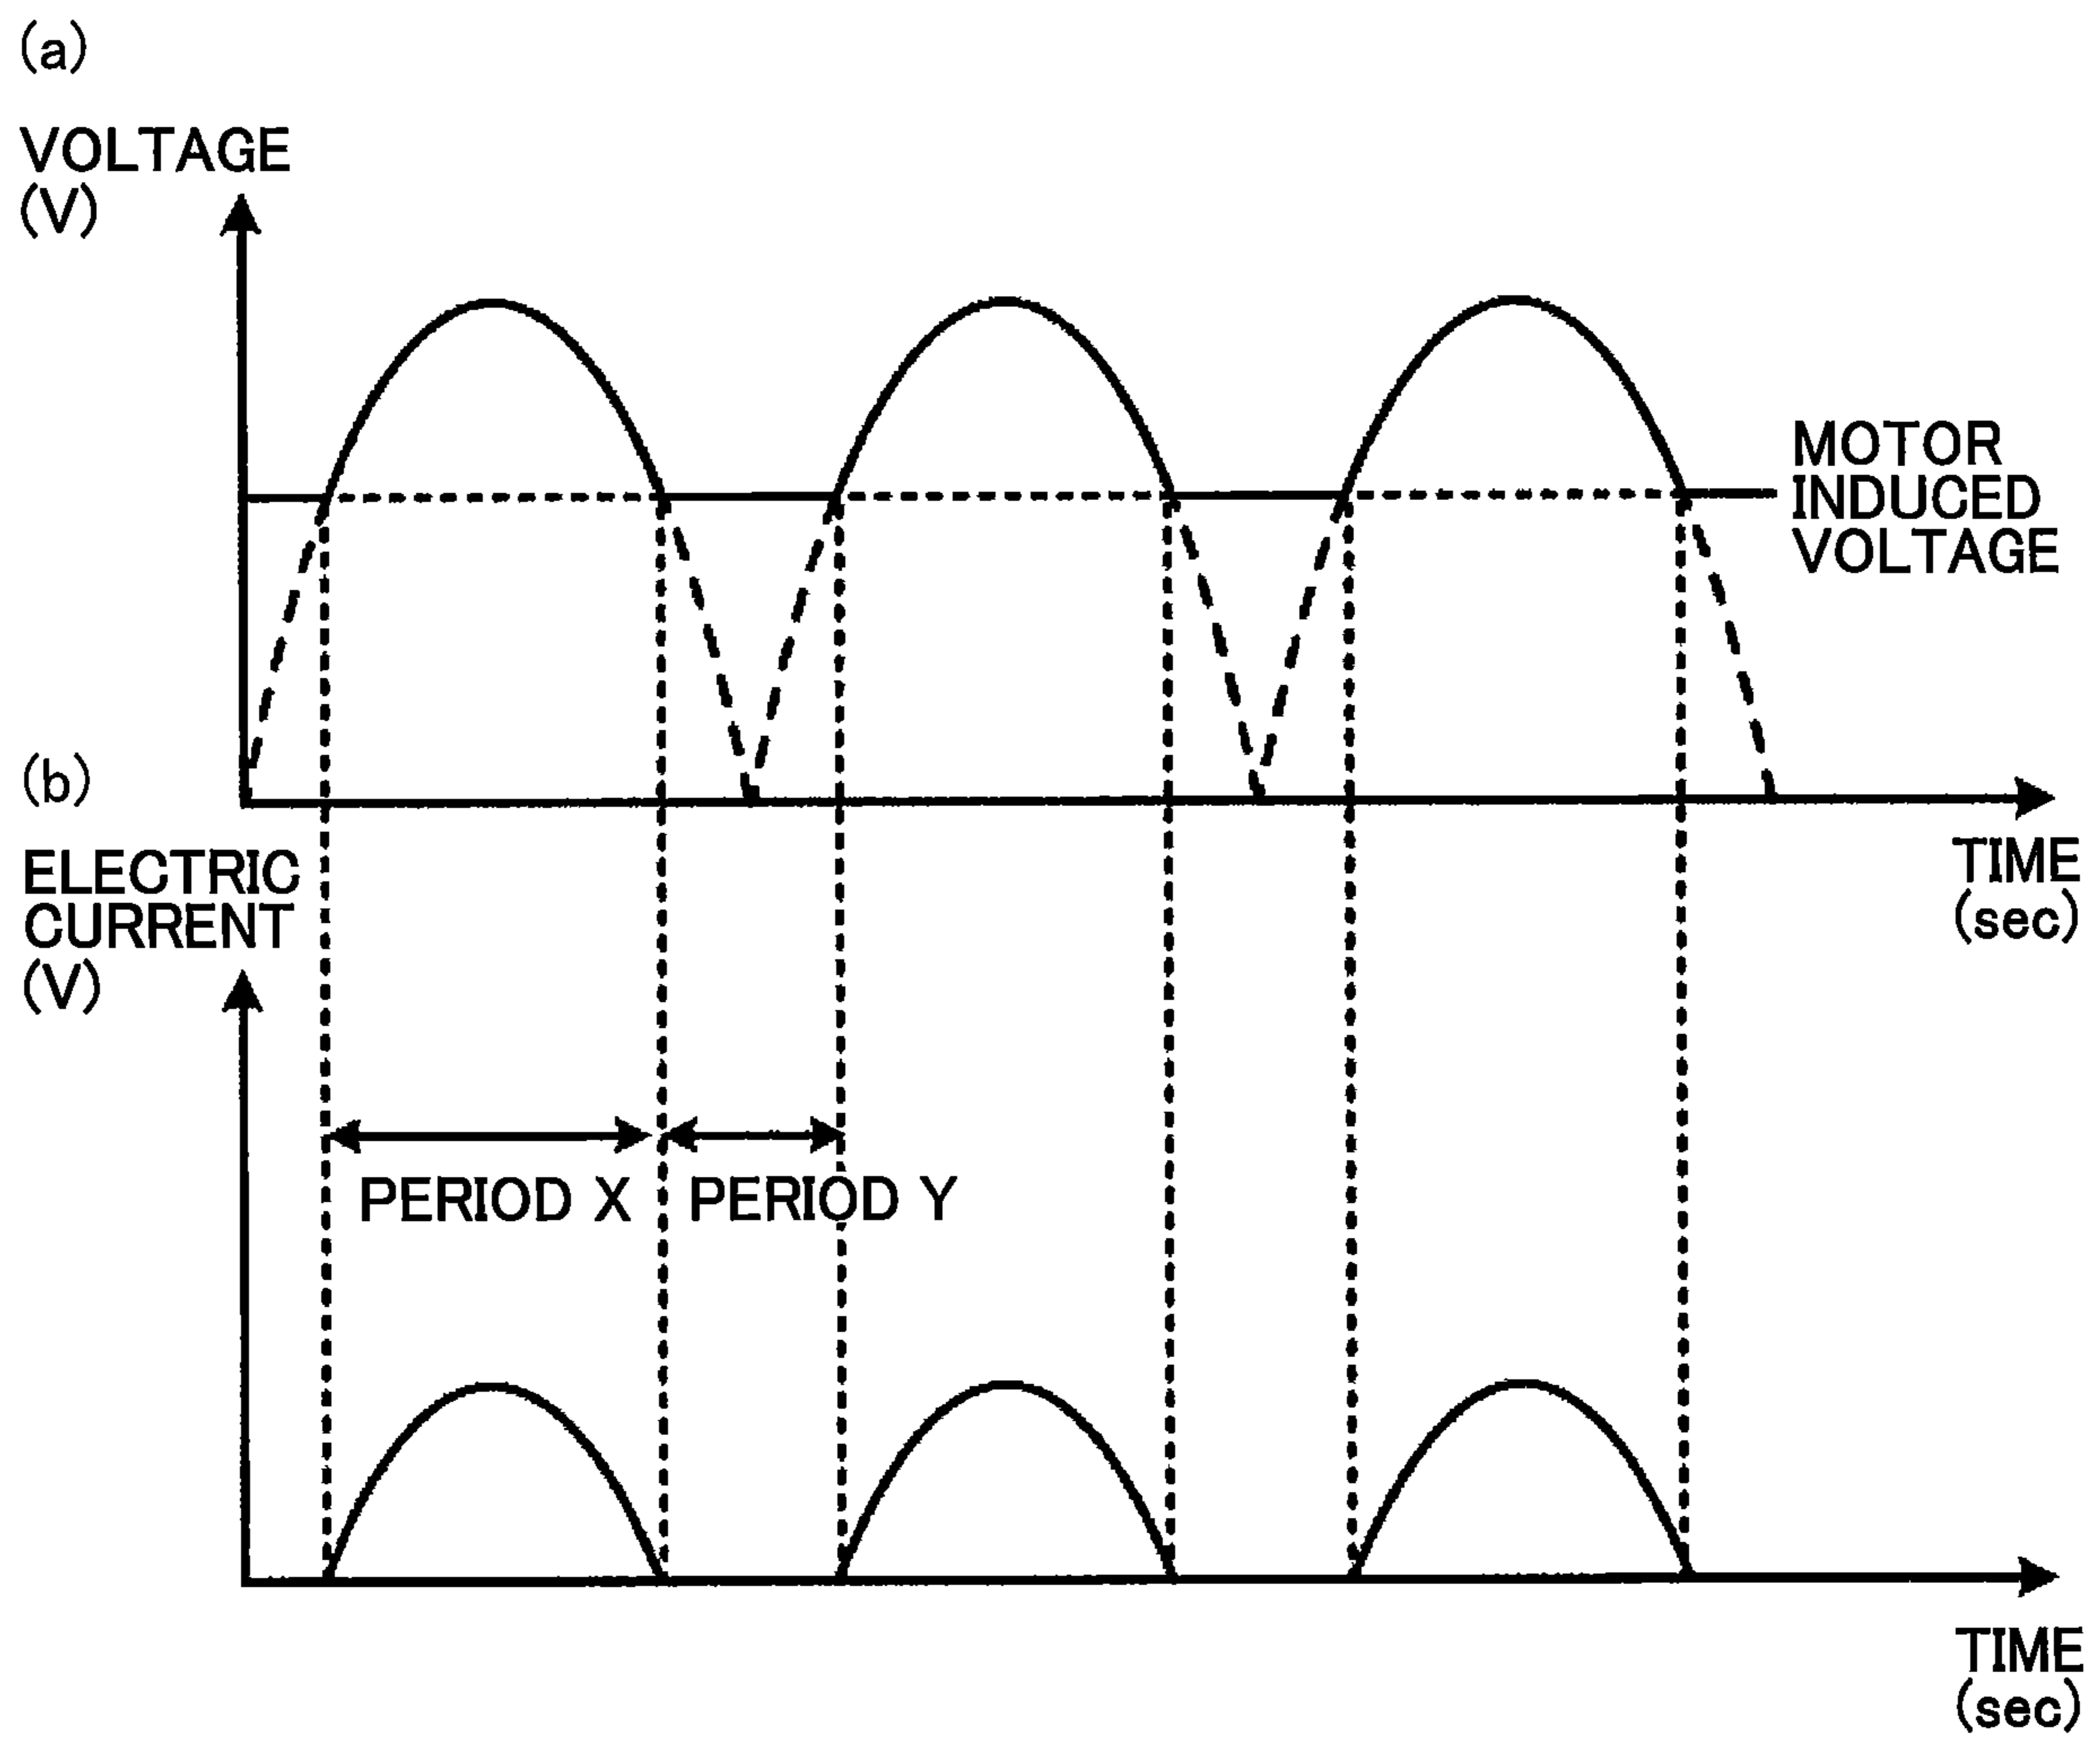 (a)
VOLTAGE
(V)
MOTOR
INDUCED
VOLTAGE
TIME
(sec)
(b)
ELECTRIC
CURRENT
(V)
PERIOD X
PERIOD Y
TIME
(sec)